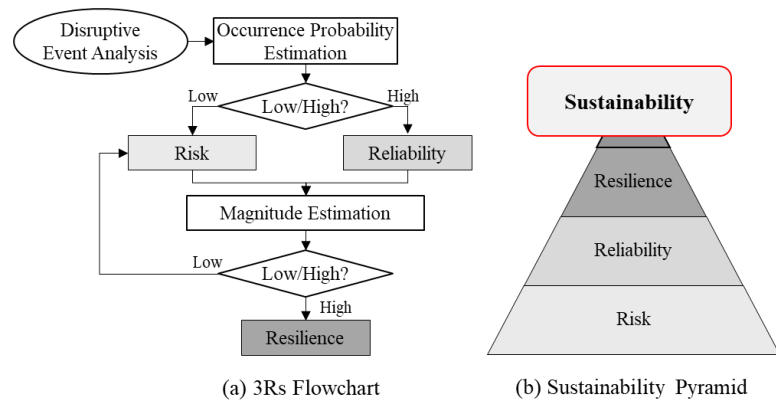 Disruptive
Event Analysis
Occurrence Probability
Estimation
Low
High
Low/High?
Risk
Reliability
Magnitude Estimation
Low
Low/High?
High
Resilience
(a) 3Rs Flowchart
Sustainability
Resilience
Reliability
Risk
(b) Sustainability Pyramid